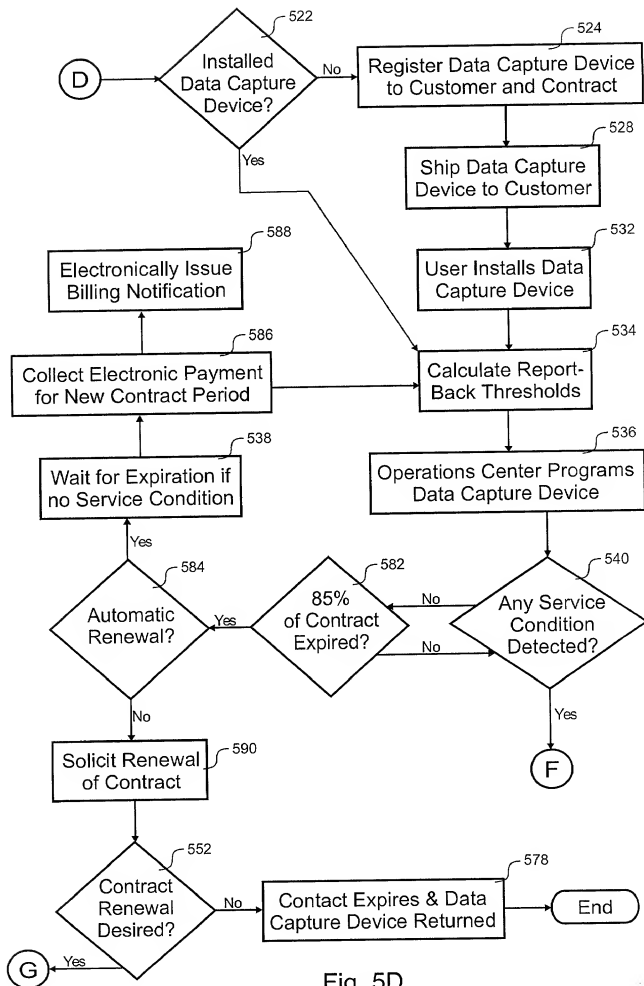 522
524
D
Installed
Data Capture
Device?
No
Register Data Capture Device
to Customer and Contract
Yes
528
Ship Data Capture
Device to Customer
588
Electronically Issue
Billing Notification
532
User Installs Data
Capture Device
586
Collect Electronic Payment
for New Contract Period
534
Calculate Report-
Back Thresholds
538
Wait for Expiration if
no Service Condition
536
Operations Center Programs
Data Capture Device
Yes
584
Automatic
Renewal?
Yes
582
85%
of Contract
Expired?
No
No
540
Any Service
Condition
Detected?
No
Yes
F
590
Solicit Renewal
of Contract
552
Contract
Renewal
Desired?
No
578
Contact Expires & Data
Capture Device Returned
End
G
Yes
Fig. 5D